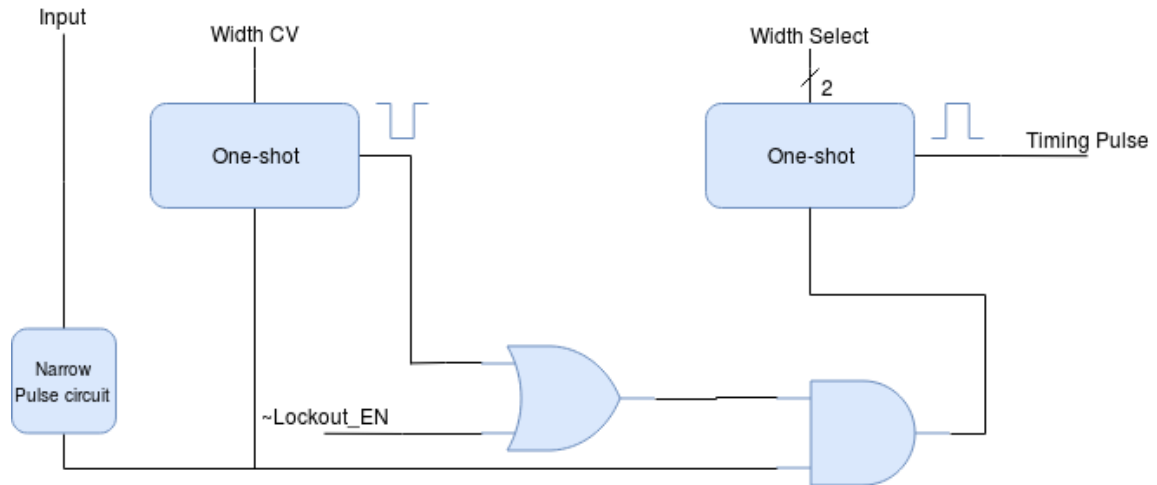 Input
Width CV
Width Select
2
One-shot
One-shot
Timing Pulse
Narrow
Pulse circuit
~Lockout_EN